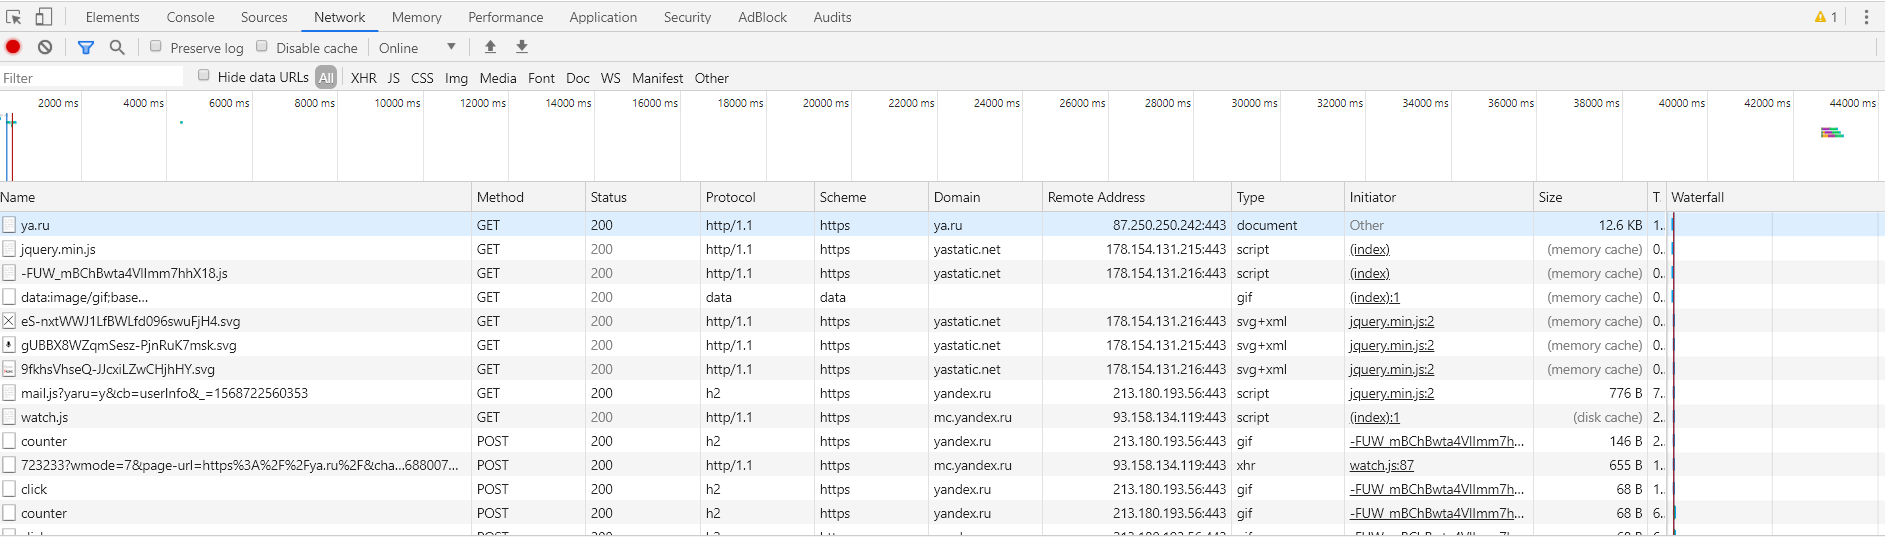 Elements Console Sources Network Memory Performance Application Security AdBlock Audits 1
Preserve log Disable cache Online
Filter Hide data URLs All XHR JS CSS Img Media Font Doc WS Manifest Other
2000 ms 4000 ms 6000 ms 8000 ms 10000 ms 12000 ms 14000 ms 16000 ms 18000 ms 20000 ms 22000 ms 24000 ms 26000 ms 28000 ms 30000 ms 32000 ms 34000 ms 36000 ms 38000 ms 40000 ms 42000 ms 44000 ms
Name Method Status Protocol Scheme Domain Remote Address Type Initiator Size T. Waterfall
ya.ru GET 200 http/1.1 https ya.ru 87.250.250.242:443 document Other 12.6 KB 1..
jquery.min.js GET 200 http/1.1 https yastatic.net 178.154.131.215:443 script (index) (memory cache) 0..
-FUW_mBChBwta4VlImm7hhX18.js GET 200 http/1.1 https yastatic.net 178.154.131.216:443 script (index) (memory cache) 0..
data:image/gif;base... GET 200 data data gif (index):1 (memory cache) 0..
eS-nxtWWJ1LfBWLfd096swuFjH4.svg GET 200 http/1.1 https yastatic.net 178.154.131.216:443 svg+xml jquery.min.js:2 (memory cache) 0..
gUBBX8WZqmSesz-PjnRuK7msk.svg GET 200 http/1.1 https yastatic.net 178.154.131.215:443 svg+xml jquery.min.js:2 (memory cache) 0..
9fkhsVhseQ-JJcxiLZwCHjhHY.svg GET 200 http/1.1 https yastatic.net 178.154.131.216:443 svg+xml jquery.min.js:2 (memory cache) 0..
mail.js?yaru=y&cb=userInfo&_=1568722560353 GET 200 h2 https yandex.ru 213.180.193.56:443 script jquery.min.js:2 776 B 7..
watch.js GET 200 http/1.1 https mc.yandex.ru 93.158.134.119:443 script (index):1 (disk cache) 2..
counter POST 200 h2 https yandex.ru 213.180.193.56:443 gif -FUW_mBChBwta4VlImm7h... 146 B 2..
723233?wmode=7&page-url=https%3A%2F%2Fya.ru%2F&cha...688007... POST 200 http/1.1 https mc.yandex.ru 93.158.134.119:443 xhr watch.js:87 655 B 1..
click POST 200 h2 https yandex.ru 213.180.193.56:443 gif -FUW_mBChBwta4VlImm7h... 68 B 1..
counter POST 200 h2 https yandex.ru 213.180.193.56:443 gif -FUW_mBChBwta4VlImm7h... 68 B 6..